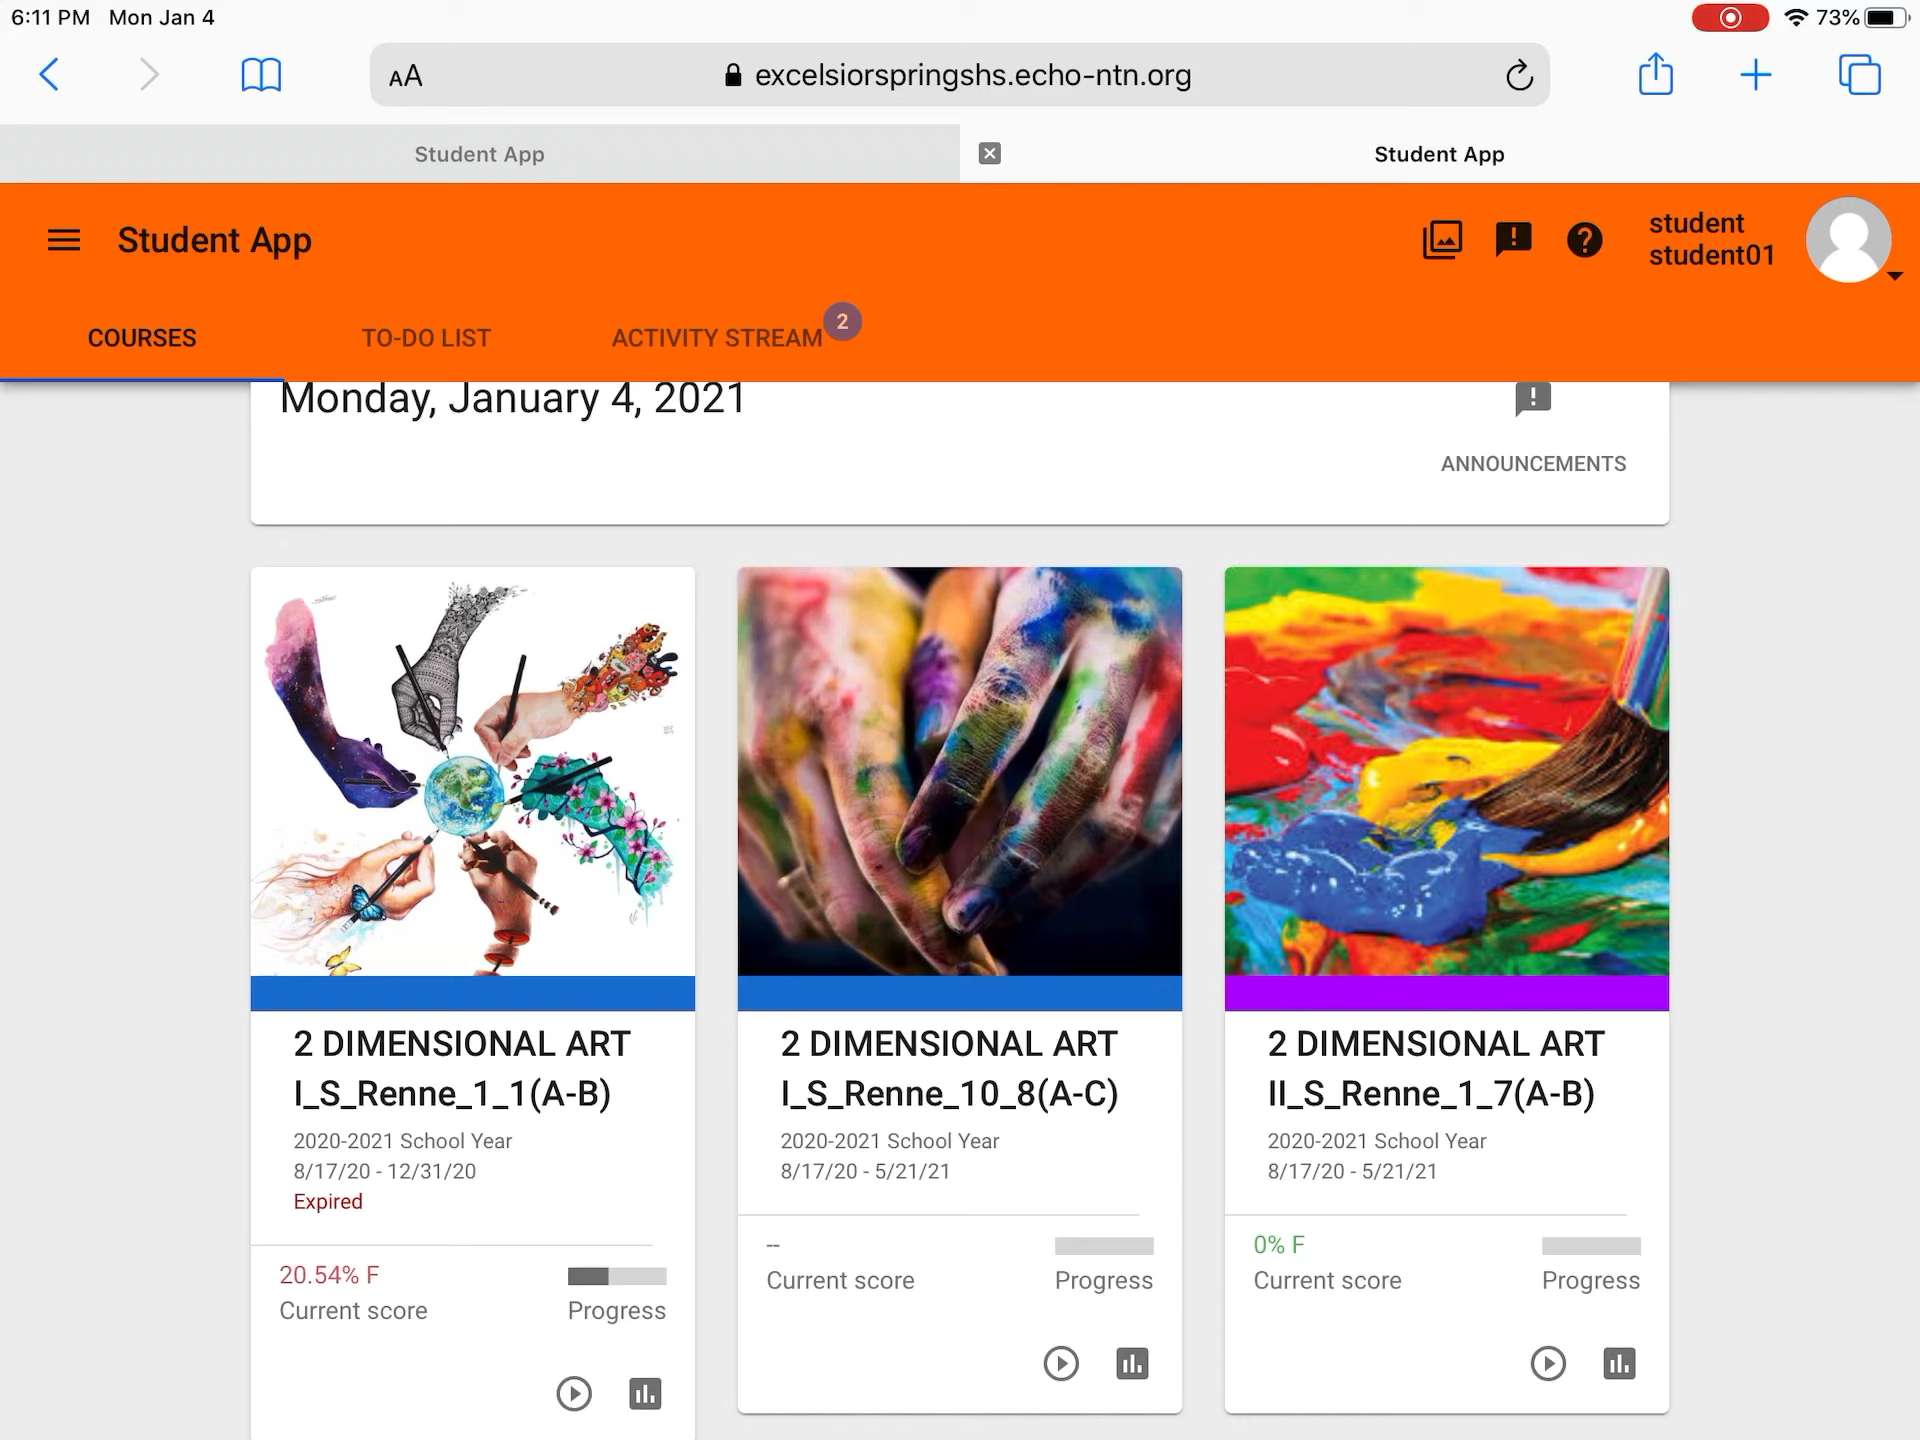 6:11 PM Mon Jan 4
73%
AA
excelsiorspringshs.echo-ntn.org
Student App
Student App
Student App
student
student01
COURSES
TO-DO LIST
ACTIVITY STREAM
2
Monday, January 4, 2021
ANNOUNCEMENTS
2 DIMENSIONAL ART
I_S_Renne_1_1(A-B)
2020-2021 School Year
8/17/20 - 12/31/20
Expired
20.54% F
Current score
Progress
2 DIMENSIONAL ART
I_S_Renne_10_8(A-C)
2020-2021 School Year
8/17/20 - 5/21/21
--
Current score
Progress
2 DIMENSIONAL ART
II_S_Renne_1_7(A-B)
2020-2021 School Year
8/17/20 - 5/21/21
0% F
Current score
Progress